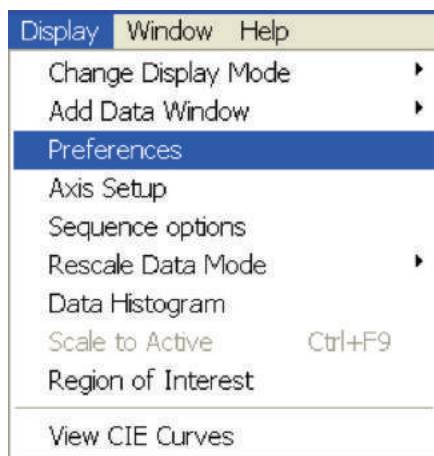 Display Window Help
Change Display Mode
Add Data Window
Preferences
Axis Setup
Sequence options
Rescale Data Mode
Data Histogram
Scale to Active Ctrl+F9
Region of Interest
View CIE Curves